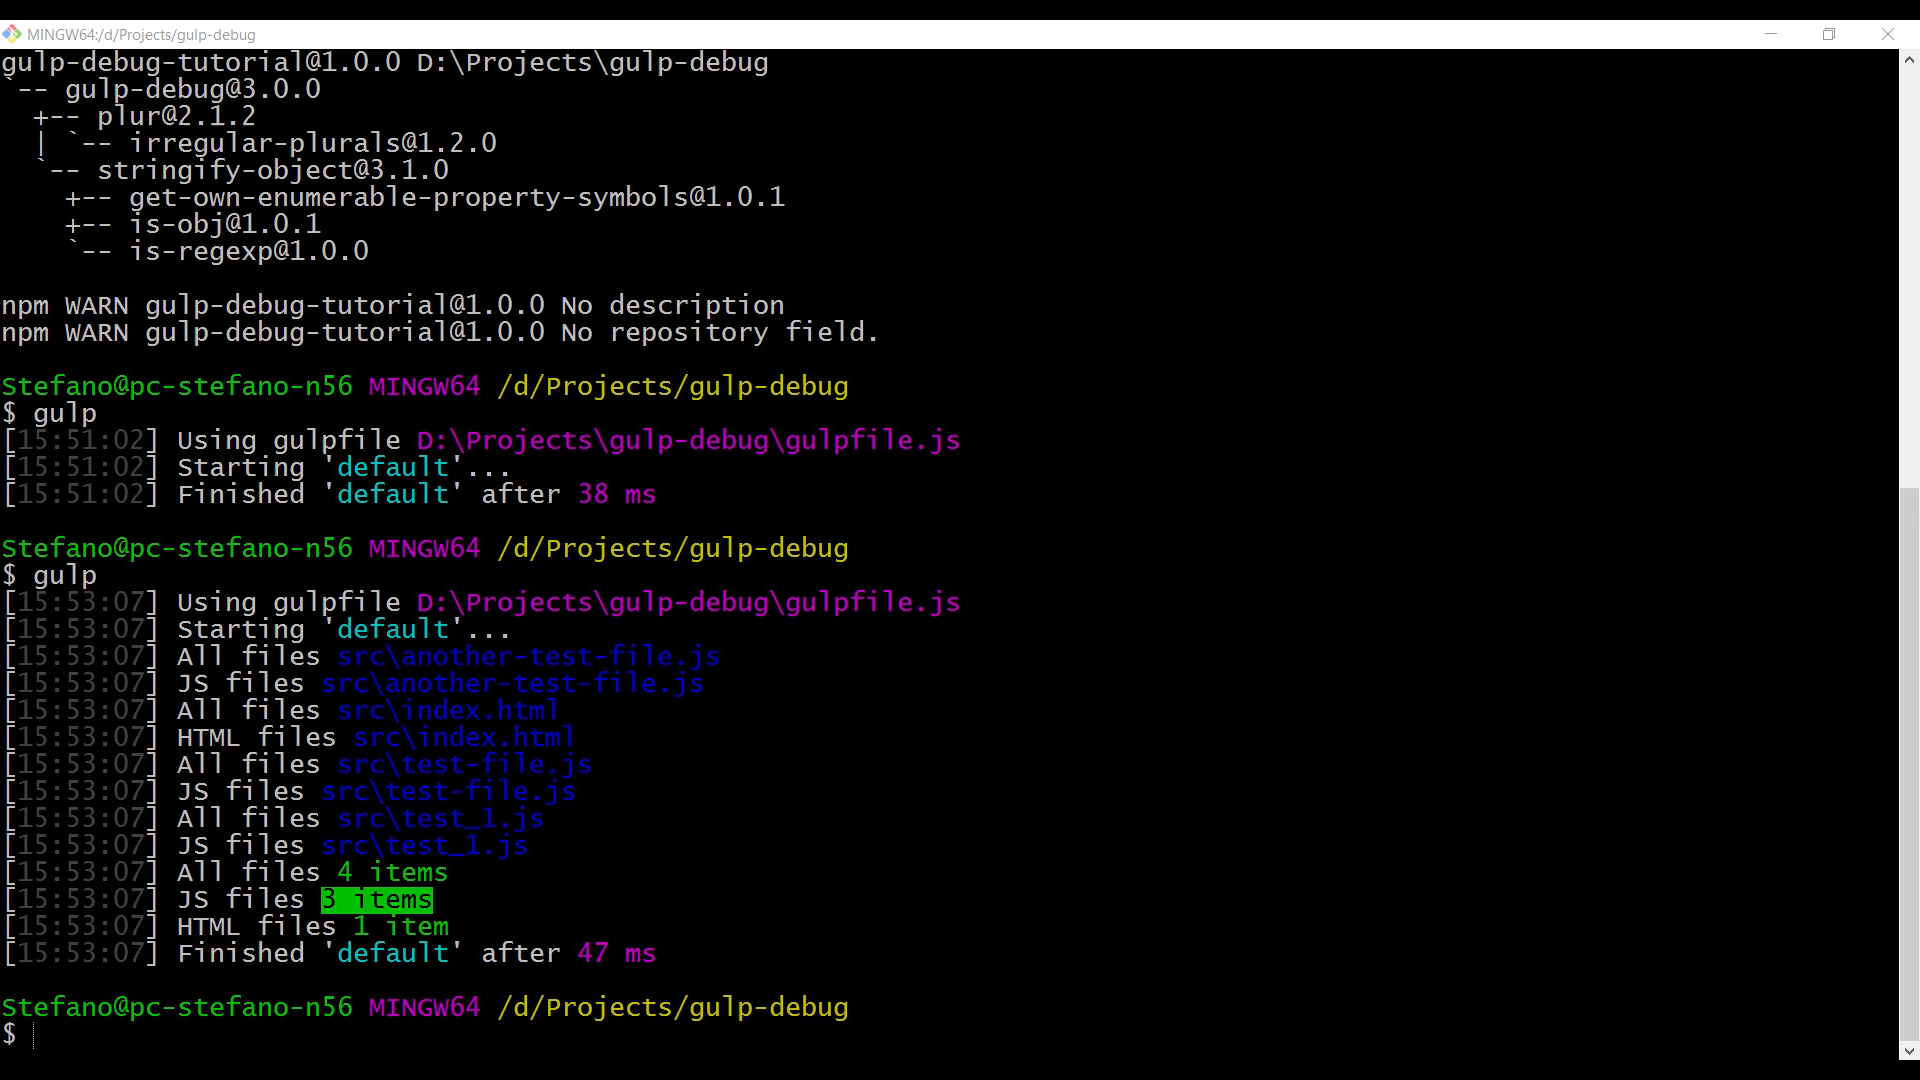 MINGW64:/d/Projects/gulp-debug
gulp-debug-tutorial@1.0.0 D:\Projects\gulp-debug
`-- gulp-debug@3.0.0
  +-- plur@2.1.2
  | `-- irregular-plurals@1.2.0
  `-- stringify-object@3.1.0
    +-- get-own-enumerable-property-symbols@1.0.1
    +-- is-obj@1.0.1
    `-- is-regexp@1.0.0
npm WARN gulp-debug-tutorial@1.0.0 No description
npm WARN gulp-debug-tutorial@1.0.0 No repository field.
Stefano@pc-stefano-n56 MINGW64 /d/Projects/gulp-debug
$ gulp
[15:51:02] Using gulpfile D:\Projects\gulp-debug\gulpfile.js
[15:51:02] Starting 'default'...
[15:51:02] Finished 'default' after 38 ms
Stefano@pc-stefano-n56 MINGW64 /d/Projects/gulp-debug
$ gulp
[15:53:07] Using gulpfile D:\Projects\gulp-debug\gulpfile.js
[15:53:07] Starting 'default'...
[15:53:07] All files src\another-test-file.js
[15:53:07] JS files src\another-test-file.js
[15:53:07] All files src\index.html
[15:53:07] HTML files src\index.html
[15:53:07] All files src\test-file.js
[15:53:07] JS files src\test-file.js
[15:53:07] All files src\test_1.js
[15:53:07] JS files src\test_1.js
[15:53:07] All files 4 items
[15:53:07] JS files 3 items
[15:53:07] HTML files 1 item
[15:53:07] Finished 'default' after 47 ms
Stefano@pc-stefano-n56 MINGW64 /d/Projects/gulp-debug
$